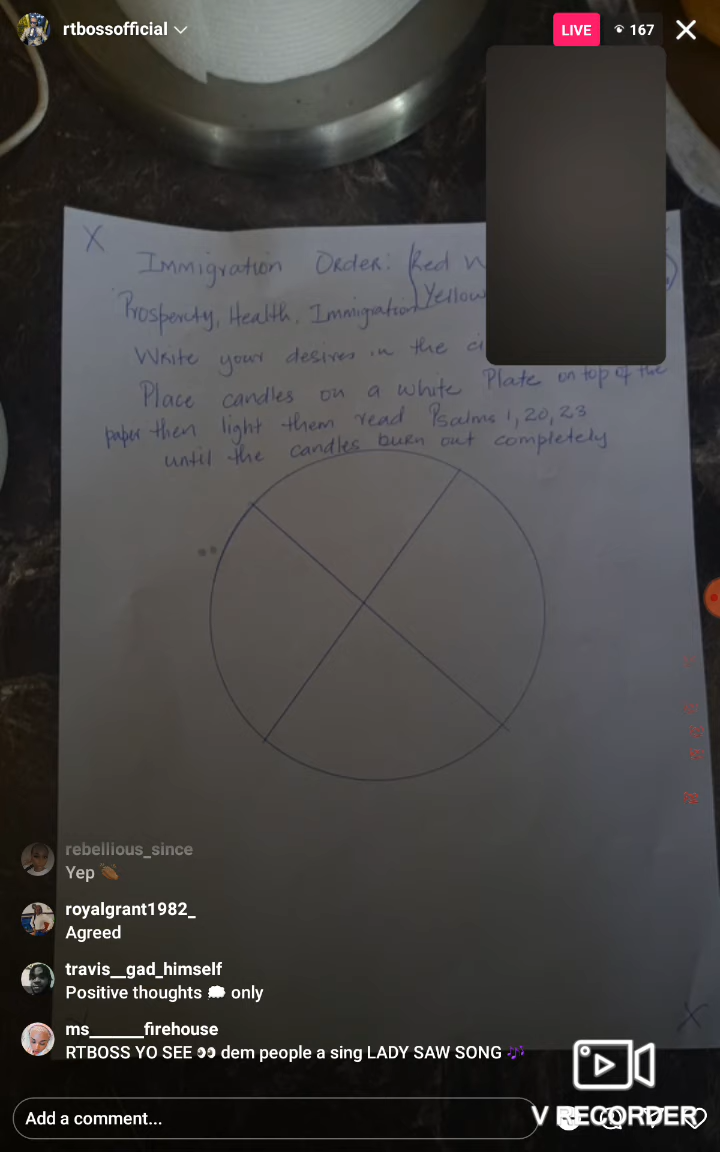 rtbossofficial
LIVE
167
X
Immigration Order: Red
Prosperity, Health, Immigration Yellow
Write your desires in the
Place candles on a white Plate on top of the
paper then light them read Psalms 1, 20, 23
until the candles burn out completely
X
rebellious_since
Yep 👏
royalgrant1982_
Agreed
travis__gad_himself
Positive thoughts 💭 only
ms______firehouse
RTBOSS YO SEE 👀 dem people a sing LADY SAW SONG 🎶
Add a comment...
V RECORDER